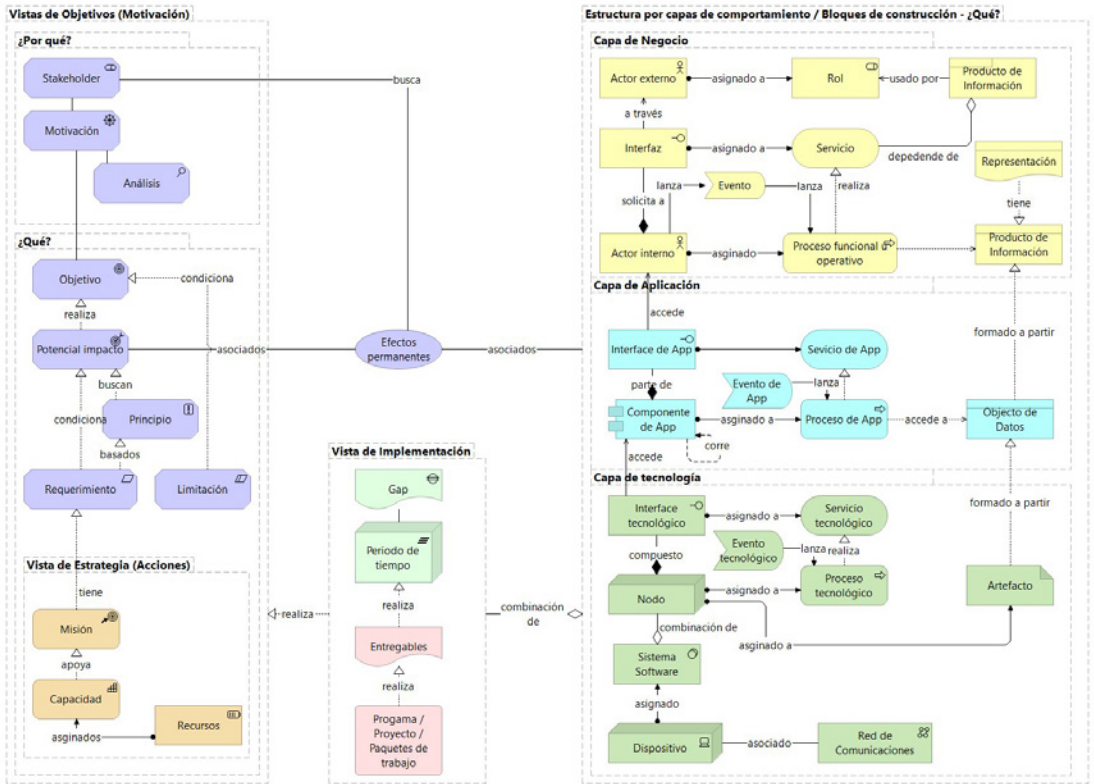 Vistas de Objetivos (Motivación)
¿Por qué?
Stakeholder
busca
Motivación
Análisis
¿Qué?
Objetivo
condiciona
realiza
Potencial impacto
asociados
Efectos
permanentes
asociados
buscan
condiciona
Principio
basados
Requerimiento
Limitación
Vista de Estrategia (Acciones)
tiene
Misión
apoya
Capacidad
asginados
Recursos
realiza
Vista de Implementación
Gap
Periodo de
tiempo
realiza
Entregables
realiza
Progama /
Proyecto /
Paquetes de
trabajo
combinación
de
Estructura por capas de comportamiento / Bloques de construcción - ¿Qué?
Capa de Negocio
Actor externo
asignado a
Rol
usado por
Producto de
Información
a través
Interfaz
asignado a
Servicio
depedende de
Representación
lanza
Evento
lanza
realiza
solicita a
tiene
Actor interno
asginado a
Proceso funcional
operativo
Producto de
Información
Capa de Aplicación
accede
formado a partir
Interface de App
Sevicio de App
parte de
Evento de
App
lanza
Componente
de App
asginado a
Proceso de App
accede a
Objecto de
Datos
corre
accede
Capa de tecnología
Interface
tecnológico
asignado a
Servicio
tecnológico
formado a partir
compuesto
Evento
tecnológico
lanza
realiza
Nodo
asignado a
Proceso
tecnológico
Artefacto
combinación de
asginado a
Sistema
Software
asignado
Dispositivo
asociado
Red de
Comunicaciones